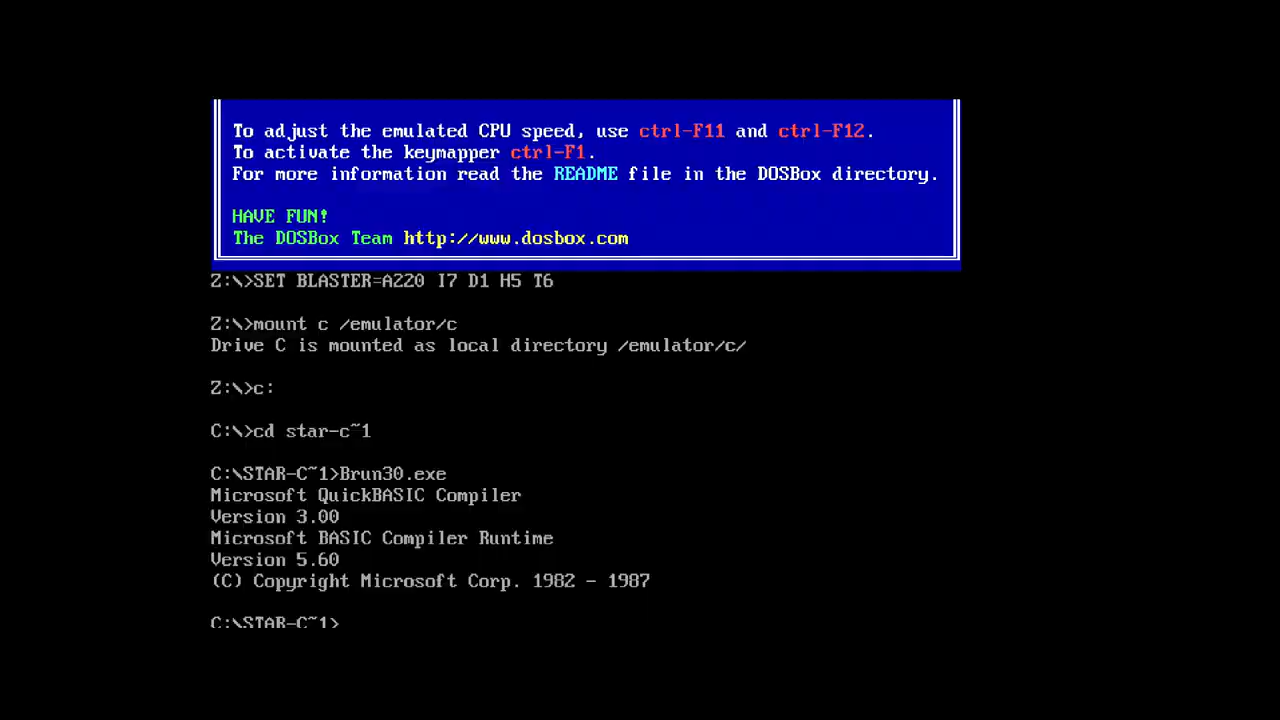 To adjust the emulated CPU speed, use ctrl-F11 and ctrl-F12.
To activate the keymapper ctrl-F1.
For more information read the README file in the DOSBox directory.
HAVE FUN!
The DOSBox Team http://www.dosbox.com
Z:\>SET BLASTER=A220 I7 D1 H5 T6
Z:\>mount c /emulator/c
Drive C is mounted as local directory /emulator/c/
Z:\>c:
C:\>cd star-c~1
C:\STAR-C~1>Brun30.exe
Microsoft QuickBASIC Compiler
Version 3.00
Microsoft BASIC Compiler Runtime
Version 5.60
(C) Copyright Microsoft Corp. 1982 - 1987
C:\STAR-C~1>